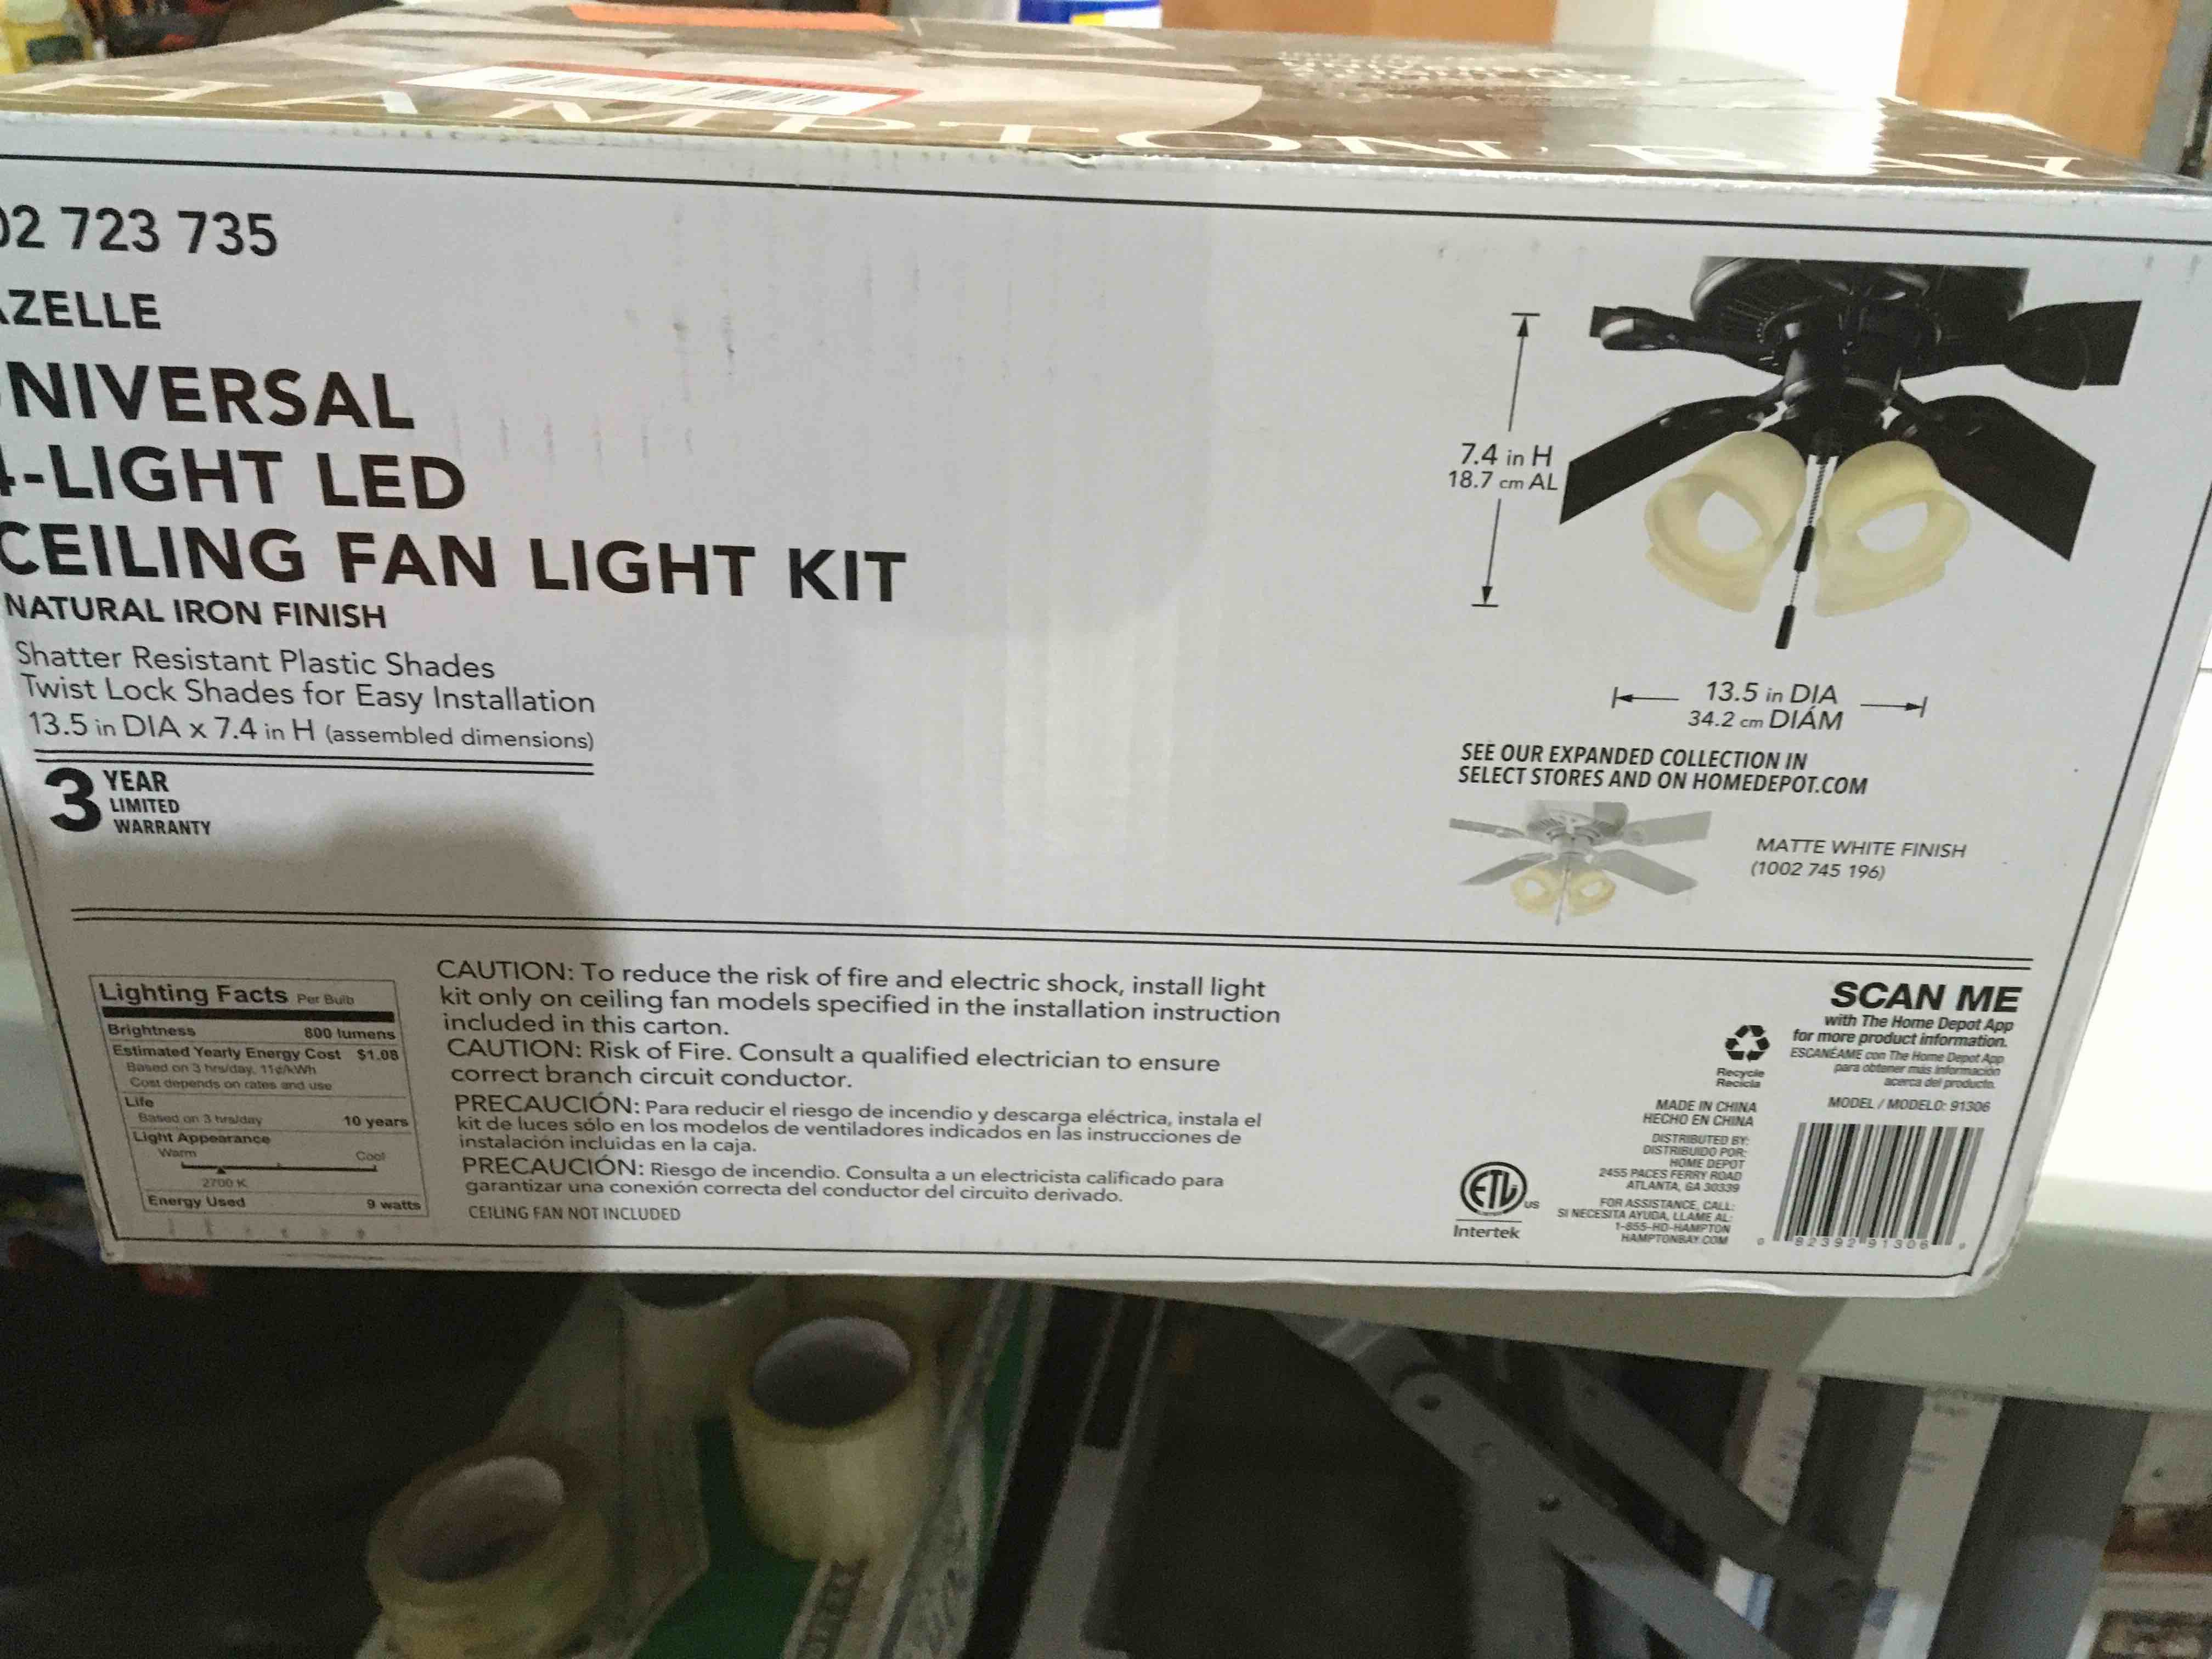 HAMPTON BAY
02 723 735
AZELLE
UNIVERSAL
4-LIGHT LED
CEILING FAN LIGHT KIT
NATURAL IRON FINISH
Shatter Resistant Plastic Shades
Twist Lock Shades for Easy Installation
13.5 in DIA x 7.4 in H (assembled dimensions)
3 YEAR
LIMITED
WARRANTY
7.4 in H
18.7 cm AL
13.5 in DIA
34.2 cm DIÁM
SEE OUR EXPANDED COLLECTION IN
SELECT STORES AND ON HOMEDEPOT.COM
MATTE WHITE FINISH
(1002 745 196)
Lighting Facts Per Bulb
Brightness 800 lumens
Estimated Yearly Energy Cost $1.08
Based on 3 hrs/day, 11¢/kWh
Cost depends on rates and use
Life
Based on 3 hrs/day 10 years
Light Appearance
Warm Cool
2700 K
Energy Used 9 watts
CAUTION: To reduce the risk of fire and electric shock, install light
kit only on ceiling fan models specified in the installation instruction
included in this carton.
CAUTION: Risk of Fire. Consult a qualified electrician to ensure
correct branch circuit conductor.
PRECAUCIÓN: Para reducir el riesgo de incendio y descarga eléctrica, instala el
kit de luces sólo en los modelos de ventiladores indicados en las instrucciones de
instalación incluidas en la caja.
PRECAUCIÓN: Riesgo de incendio. Consulta a un electricista calificado para
garantizar una conexión correcta del conductor del circuito derivado.
CEILING FAN NOT INCLUDED
ETL US
Intertek
Recycle
Recicla
MADE IN CHINA
HECHO EN CHINA
DISTRIBUTED BY:
DISTRIBUIDO POR:
HOME DEPOT
2455 PACES FERRY ROAD
ATLANTA, GA 30339
FOR ASSISTANCE, CALL:
SI NECESITA AYUDA, LLAME AL:
1-855-HD-HAMPTON
HAMPTONBAY.COM
SCAN ME
with The Home Depot App
for more product information.
ESCANÉAME con The Home Depot App
para obtener más información
acerca del producto.
MODEL / MODELO: 91306
0 82392 91306 9